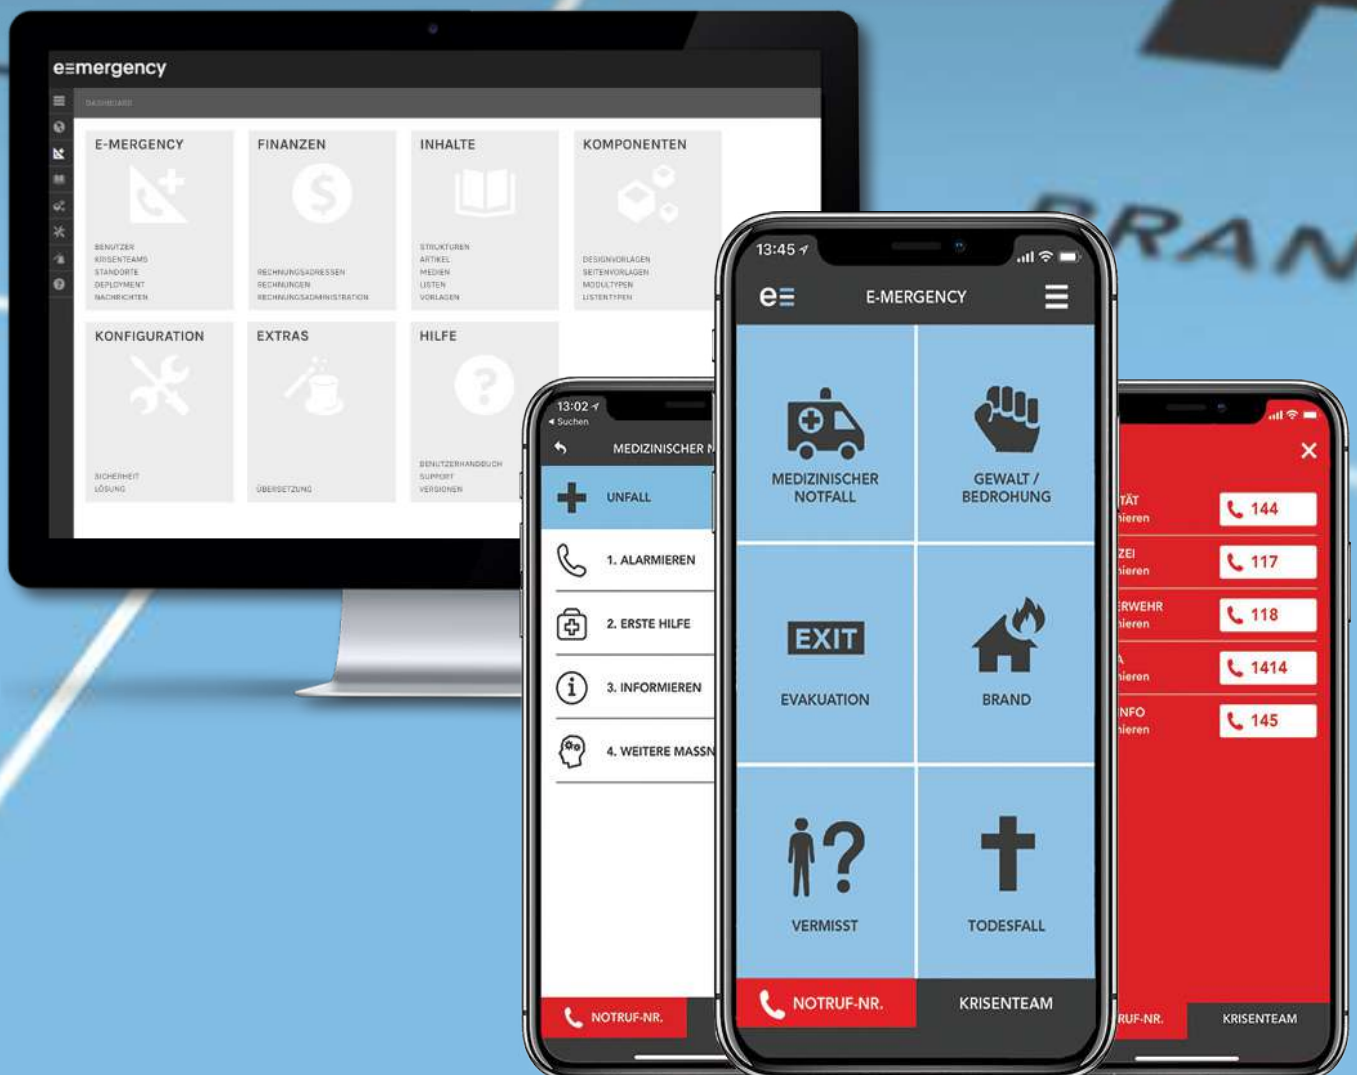 e≡mergency
DASHBOARD
E-MERGENCY
BENUTZER
KRISENTEAMS
STANDORTE
DEPLOYMENT
NACHRICHTEN
FINANZEN
RECHNUNGSADRESSEN
RECHNUNGEN
RECHNUNGSADMINISTRATION
INHALTE
STRUKTUREN
ARTIKEL
MEDIEN
LISTEN
VORLAGEN
KOMPONENTEN
DESIGNVORLAGEN
SEITENVORLAGEN
MODULTYPEN
LISTENTYPEN
KONFIGURATION
SICHERHEIT
LÖSUNG
EXTRAS
ÜBERSETZUNG
HILFE
BENUTZERHANDBUCH
SUPPORT
VERSIONEN
BRAN
13:02
Suchen
MEDIZINISCHER N
UNFALL
1. ALARMIEREN
2. ERSTE HILFE
3. INFORMIEREN
4. WEITERE MASSN
NOTRUF-NR.
13:45
e≡
E-MERGENCY
MEDIZINISCHER
NOTFALL
GEWALT /
BEDROHUNG
EXIT
EVAKUATION
BRAND
VERMISST
TODESFALL
NOTRUF-NR.
KRISENTEAM
TÄT
ieren
144
ZEI
ieren
117
RWEHR
ieren
118
A
ieren
1414
NFO
ieren
145
RUF-NR.
KRISENTEAM